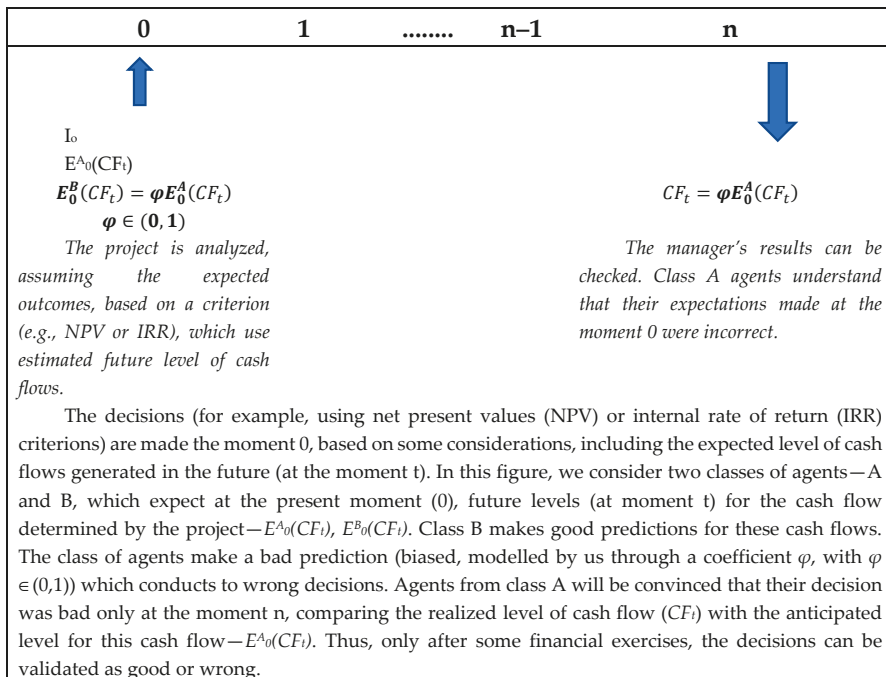 0 1 ........ n–1 n
I₀
Eᴬ₀(CFₜ)
E₀ᴮ(CFₜ) = φE₀ᴬ(CFₜ) CFₜ = φE₀ᴬ(CFₜ)
φ ∈ (0, 1)
The project is analyzed,
assuming the expected
outcomes, based on a criterion
(e.g., NPV or IRR), which use
estimated future level of cash
flows.
The manager's results can be
checked. Class A agents understand
that their expectations made at the
moment 0 were incorrect.
The decisions (for example, using net present values (NPV) or internal rate of return (IRR)
criterions) are made the moment 0, based on some considerations, including the expected level of cash
flows generated in the future (at the moment t). In this figure, we consider two classes of agents—A
and B, which expect at the present moment (0), future levels (at moment t) for the cash flow
determined by the project—Eᴬ₀(CFₜ), Eᴮ₀(CFₜ). Class B makes good predictions for these cash flows.
The class of agents make a bad prediction (biased, modelled by us through a coefficient φ, with φ
∈(0,1)) which conducts to wrong decisions. Agents from class A will be convinced that their decision
was bad only at the moment n, comparing the realized level of cash flow (CFₜ) with the anticipated
level for this cash flow—Eᴬ₀(CFₜ). Thus, only after some financial exercises, the decisions can be
validated as good or wrong.